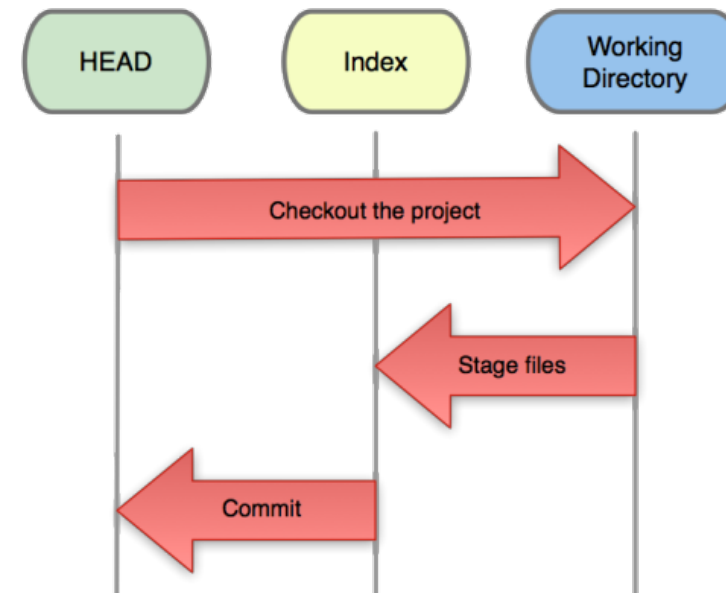 HEAD
Index
Working
Directory
Checkout the project
Stage files
Commit